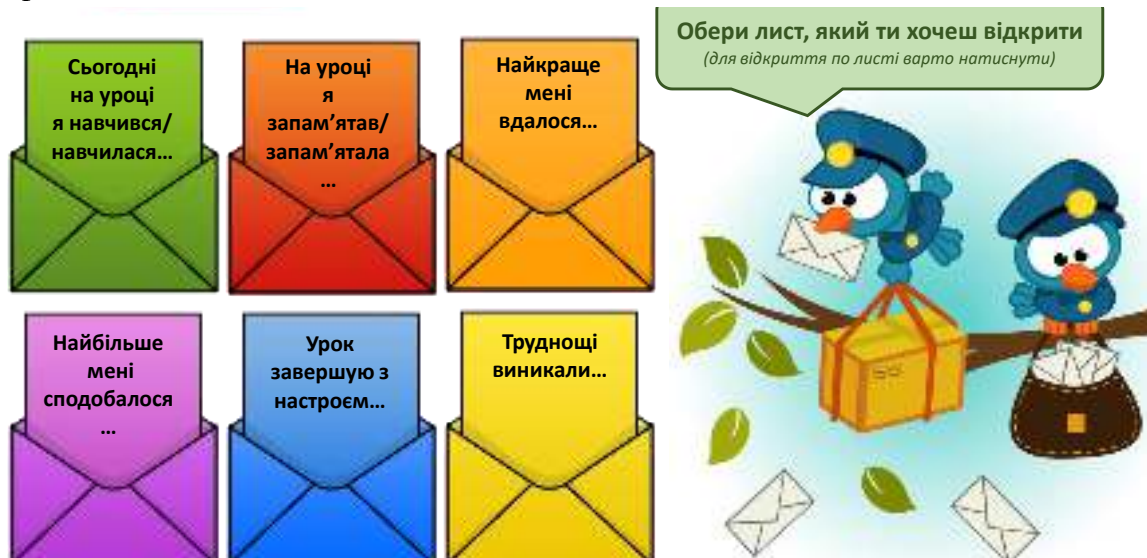 Сьогодні
на уроці
я навчився/
навчилася…
На уроці
я
запам’ятав/
запам’ятала
…
Найкраще
мені
вдалося…
Обери лист, який ти хочеш відкрити
(для відкриття по листі варто натиснути)
Найбільше
мені
сподобалося
…
Урок
завершую з
настроєм…
Труднощі
виникали…